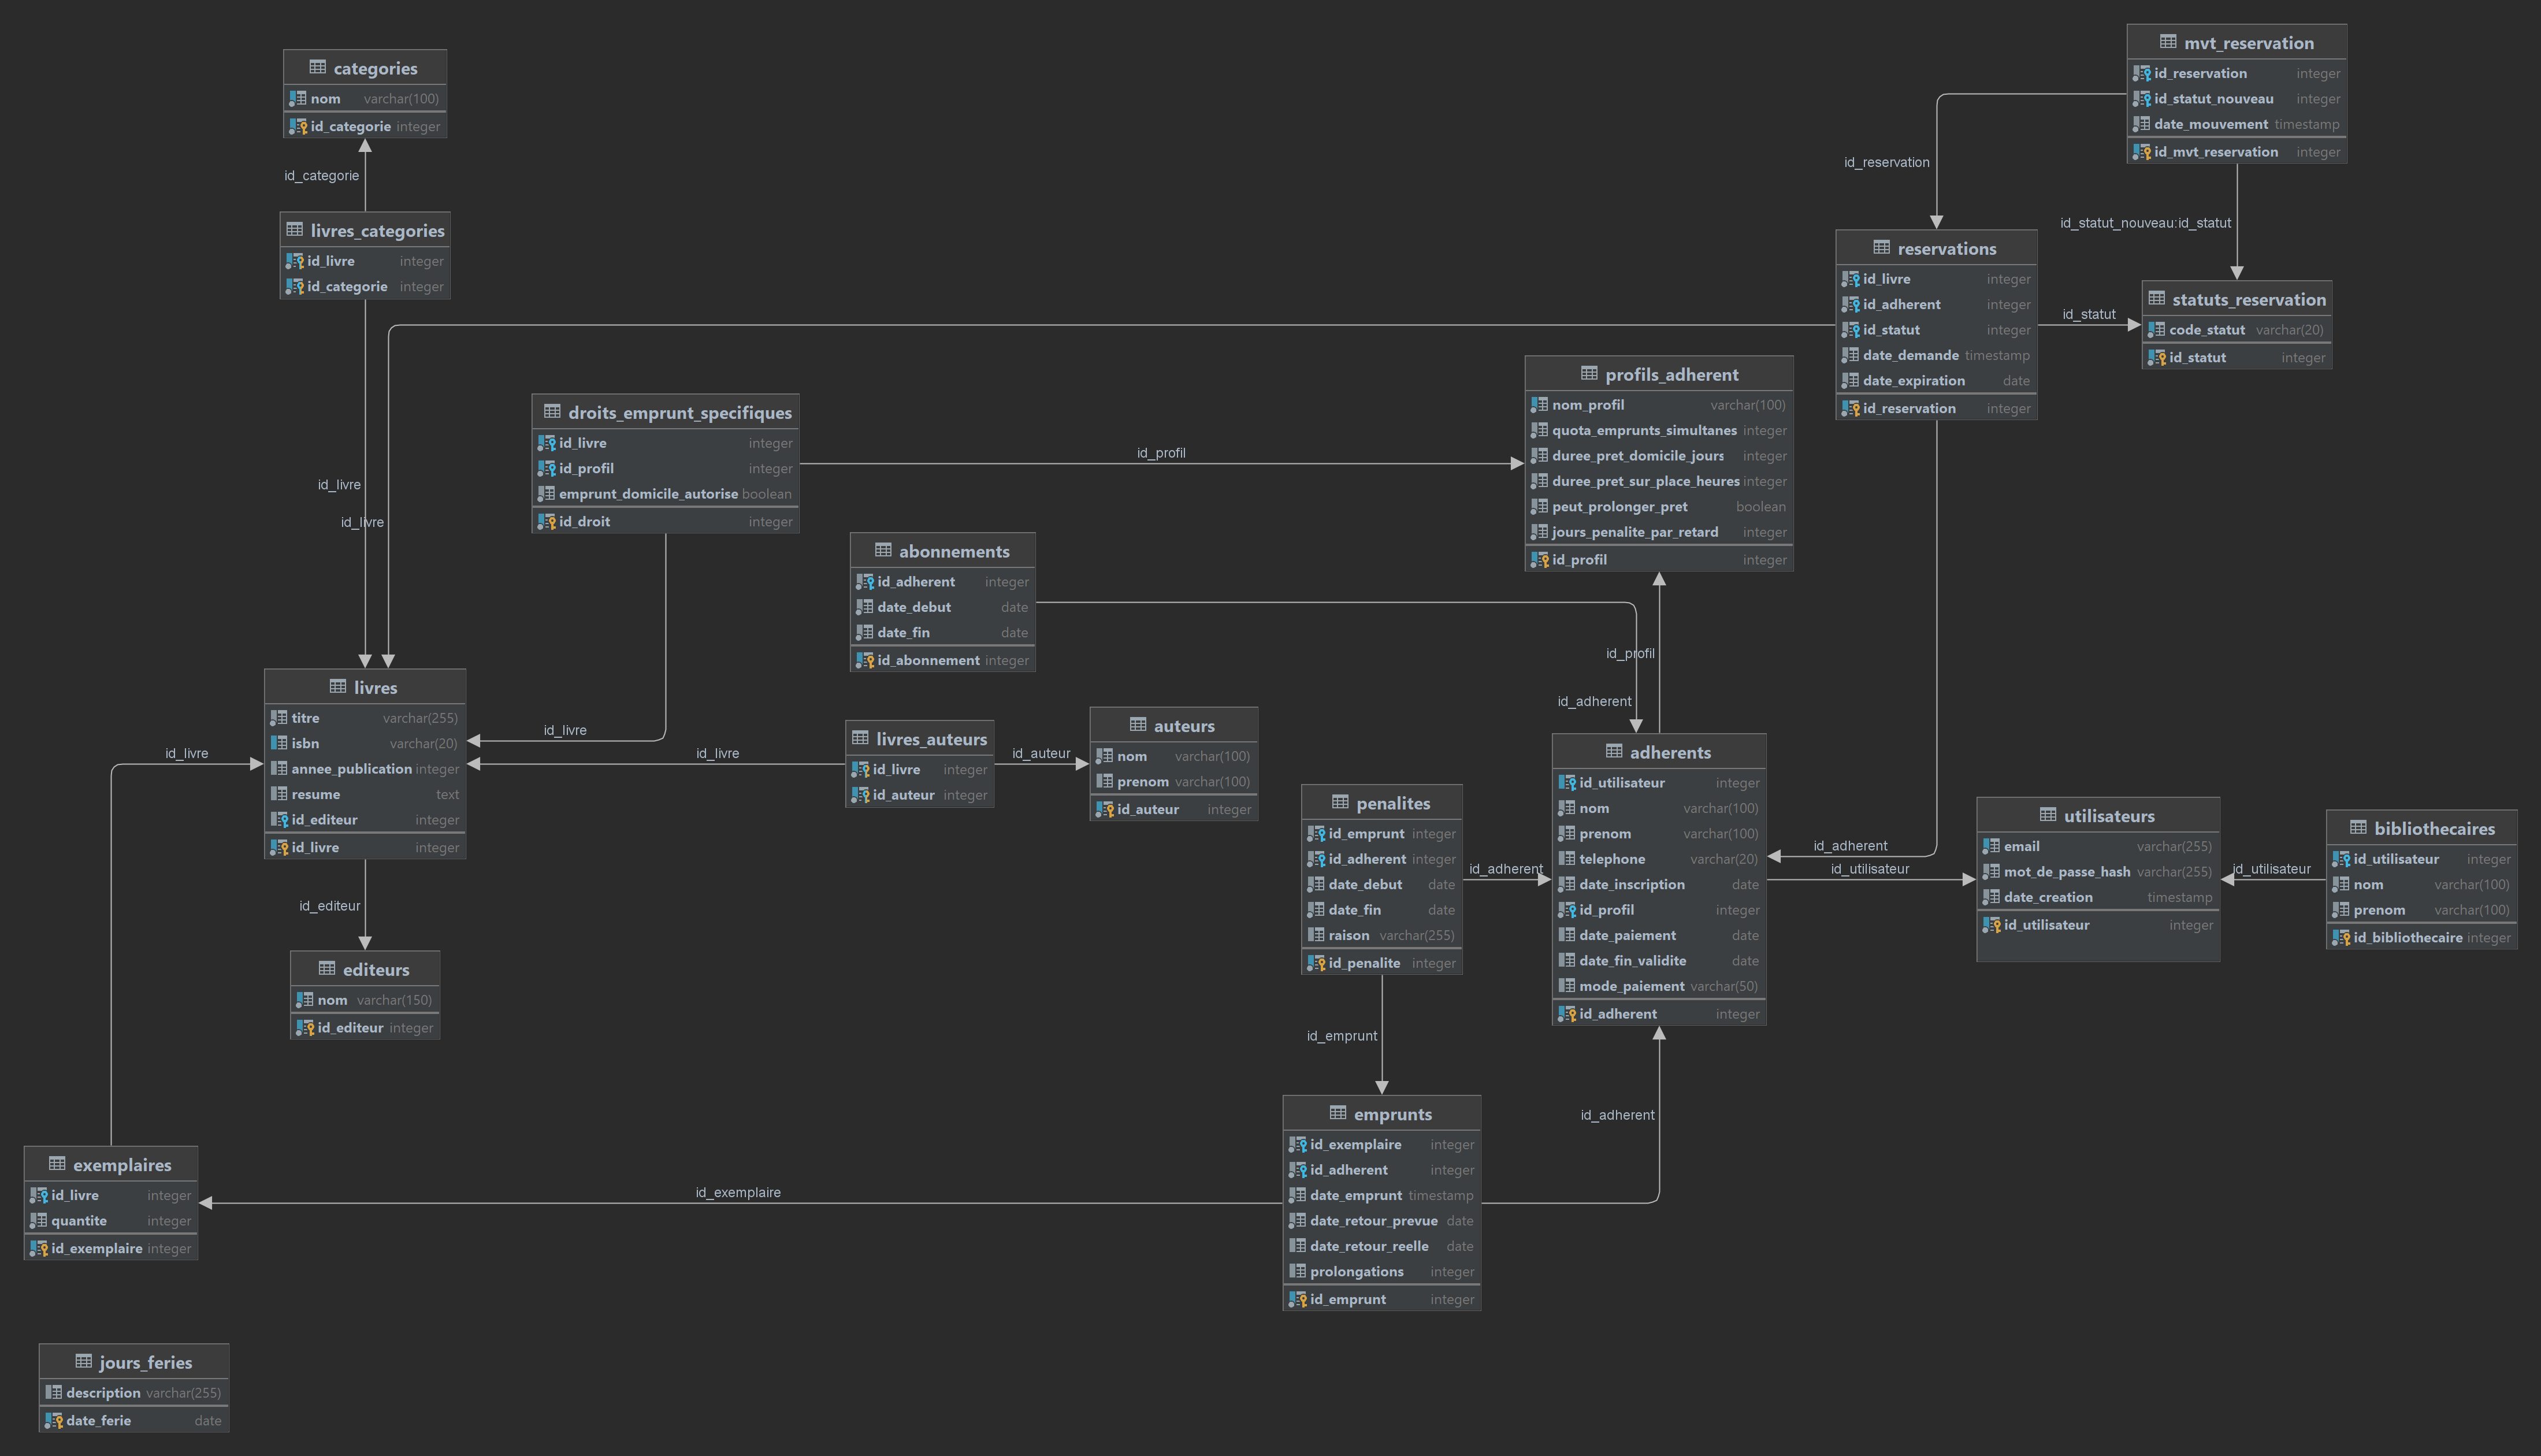 categories
nom varchar(100)
id_categorie integer
id_categorie
livres_categories
id_livre integer
id_categorie integer
id_livre
id_livre
mvt_reservation
id_reservation integer
id_statut_nouveau integer
date_mouvement timestamp
id_mvt_reservation integer
id_reservation
id_statut_nouveau:id_statut
reservations
id_livre integer
id_adherent integer
id_statut integer
date_demande timestamp
date_expiration date
id_reservation integer
id_statut
statuts_reservation
code_statut varchar(20)
id_statut integer
droits_emprunt_specifiques
id_livre integer
id_profil integer
emprunt_domicile_autorise boolean
id_droit integer
id_profil
profils_adherent
nom_profil varchar(100)
quota_emprunts_simultanes integer
duree_pret_domicile_jours integer
duree_pret_sur_place_heures integer
peut_prolonger_pret boolean
jours_penalite_par_retard integer
id_profil integer
abonnements
id_adherent integer
date_debut date
date_fin date
id_abonnement integer
id_profil
id_adherent
livres
titre varchar(255)
isbn varchar(20)
annee_publication integer
resume text
id_editeur integer
id_livre integer
id_livre
id_livre
id_livre
livres_auteurs
id_livre integer
id_auteur integer
id_auteur
auteurs
nom varchar(100)
prenom varchar(100)
id_auteur integer
penalites
id_emprunt integer
id_adherent integer
date_debut date
date_fin date
raison varchar(255)
id_penalite integer
id_adherent
adherents
id_utilisateur integer
nom varchar(100)
prenom varchar(100)
telephone varchar(20)
date_inscription date
id_profil integer
date_paiement date
date_fin_validite date
mode_paiement varchar(50)
id_adherent integer
id_adherent
id_utilisateur
utilisateurs
email varchar(255)
mot_de_passe_hash varchar(255)
date_creation timestamp
id_utilisateur integer
id_utilisateur
bibliothecaires
id_utilisateur integer
nom varchar(100)
prenom varchar(100)
id_bibliothecaire integer
id_editeur
editeurs
nom varchar(150)
id_editeur integer
id_emprunt
id_adherent
emprunts
id_exemplaire integer
id_adherent integer
date_emprunt timestamp
date_retour_prevue date
date_retour_reelle date
prolongations integer
id_emprunt integer
id_exemplaire
exemplaires
id_livre integer
quantite integer
id_exemplaire integer
jours_feries
description varchar(255)
date_ferie date